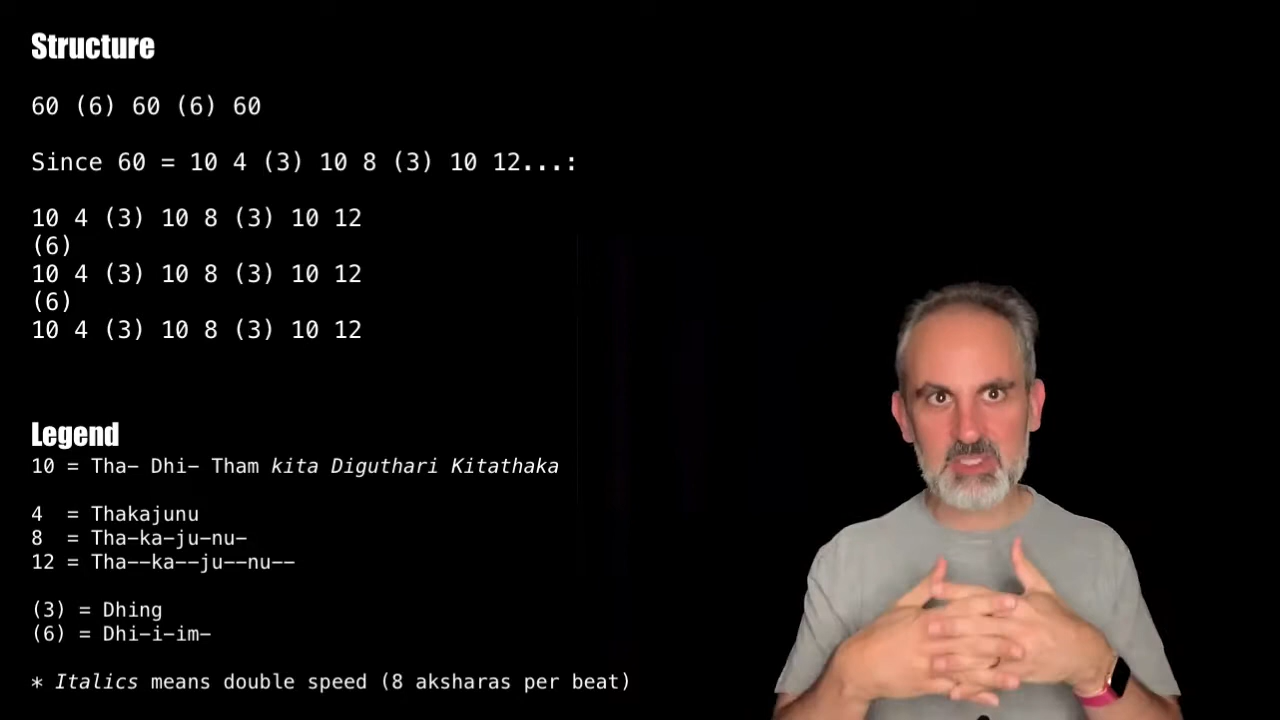 Structure
60 (6) 60 (6) 60
Since 60 = 10 4 (3) 10 8 (3) 10 12...:
10 4 (3) 10 8 (3) 10 12
(6)
10 4 (3) 10 8 (3) 10 12
(6)
10 4 (3) 10 8 (3) 10 12
Legend
10 = Tha- Dhi- Tham kita Diguthari Kitathaka
4 = Thakajunu
8 = Tha-ka-ju-nu-
12 = Tha--ka--ju--nu--
(3) = Dhing
(6) = Dhi-i-im-
* Italics means double speed (8 aksharas per beat)